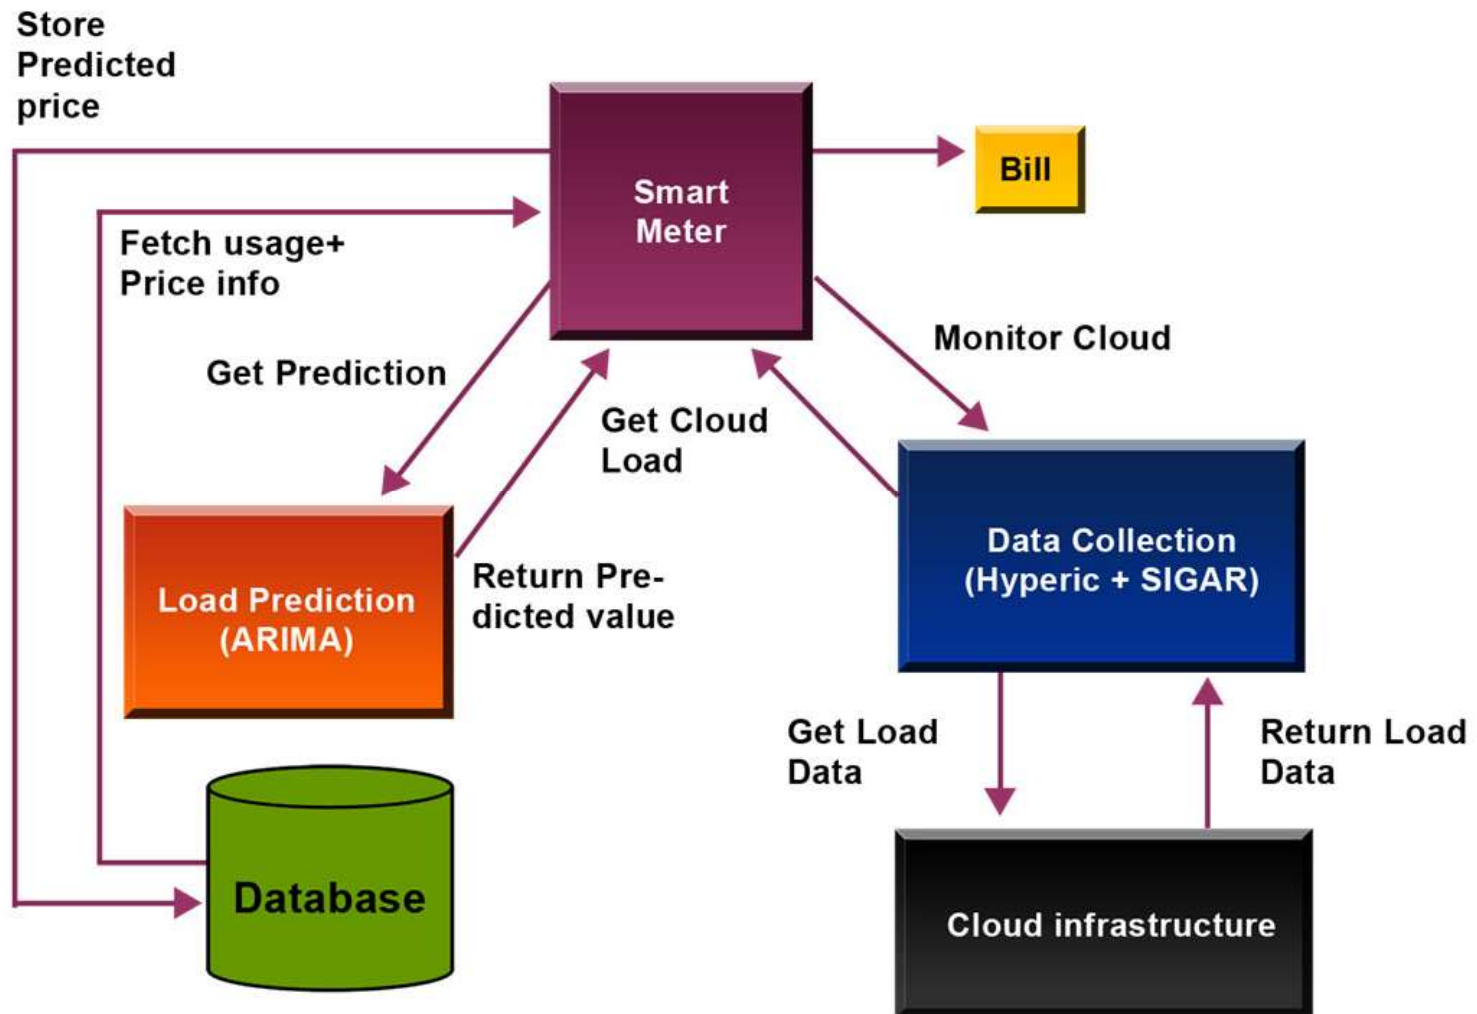 Store
Predicted
price
Smart
Meter
Bill
Fetch usage+
Price info
Monitor Cloud
Get Prediction
Get Cloud
Load
Data Collection
(Hyperic + SIGAR)
Return Pre-
dicted value
Load Prediction
(ARIMA)
Get Load
Data
Return Load
Data
Database
Cloud infrastructure